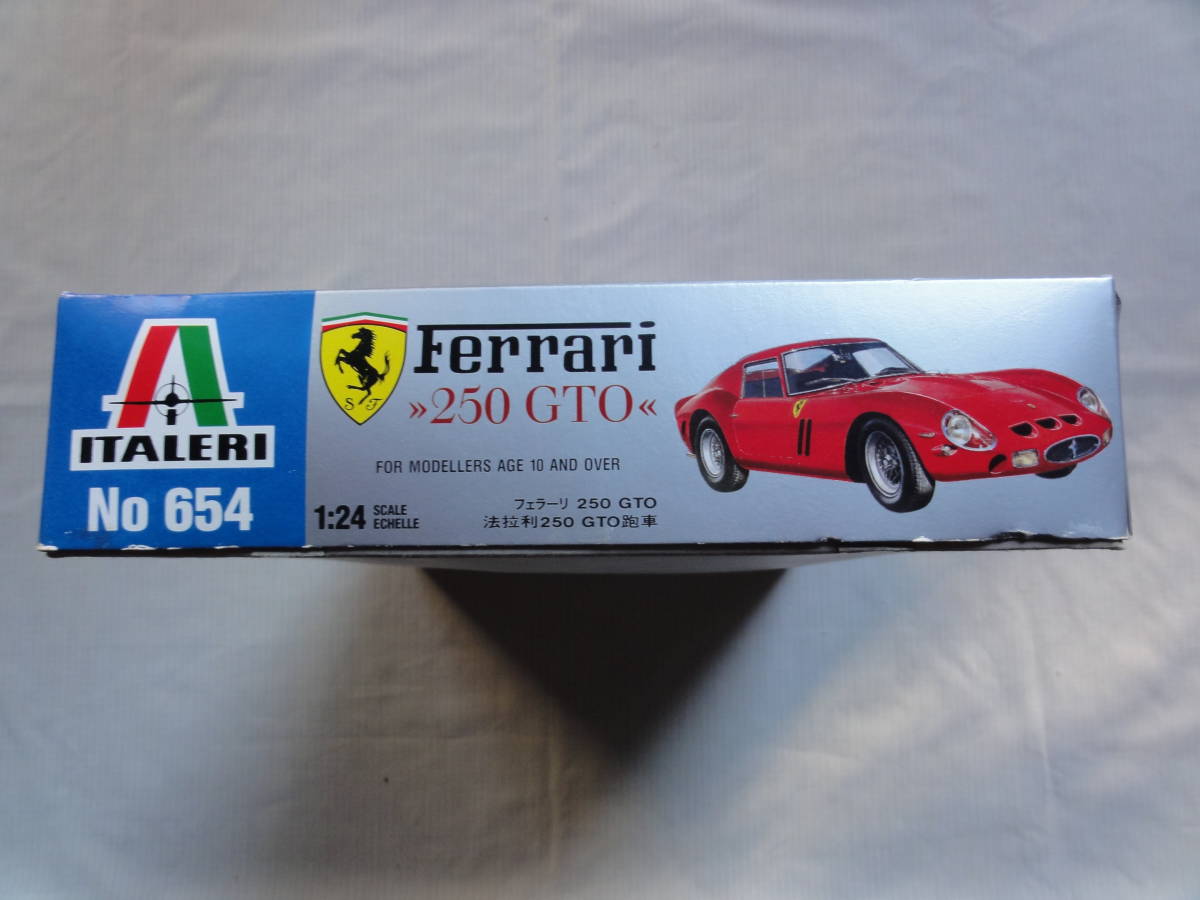 ITALERI
No 654
S F
Ferrari
»250 GTO«
FOR MODELLERS AGE 10 AND OVER
1:24 SCALE
ECHELLE
フェラーリ 250 GTO
法拉利250 GTO跑車